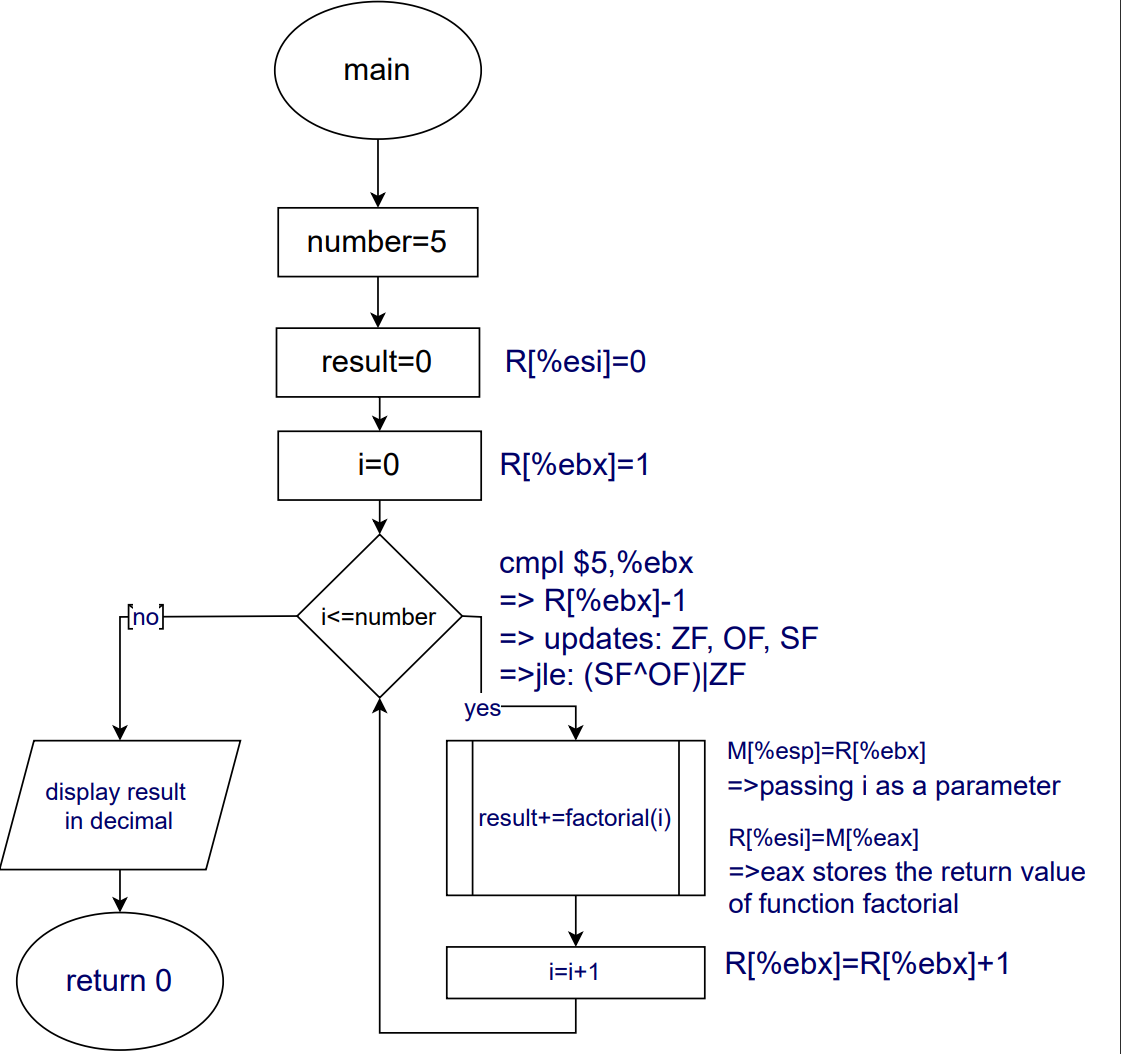 main
number=5
result=0
R[%esi]=0
i=0
R[%ebx]=1
i<=number
cmpl $5,%ebx
=> R[%ebx]-1
=> updates: ZF, OF, SF
=>jle: (SF^OF)|ZF
[no]
yes
display result
in decimal
result+=factorial(i)
M[%esp]=R[%ebx]
=>passing i as a parameter
R[%esi]=M[%eax]
=>eax stores the return value
of function factorial
i=i+1
R[%ebx]=R[%ebx]+1
return 0